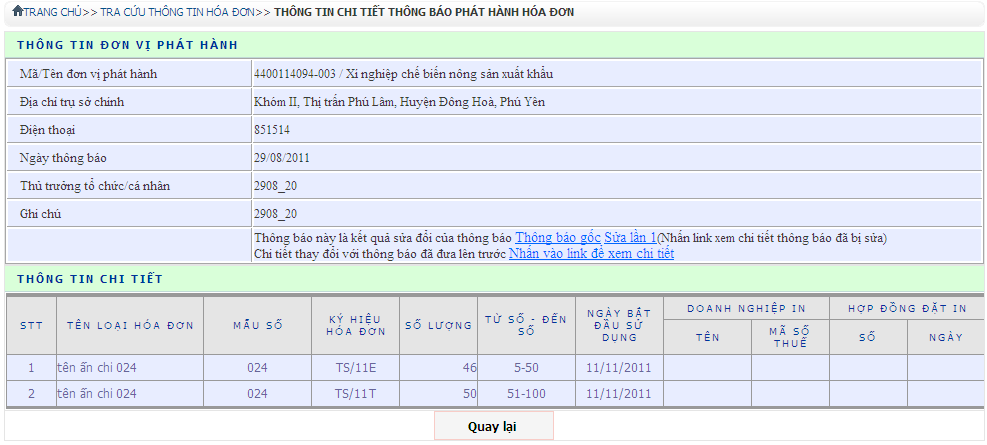 TRANG CHỦ>> TRA CỨU THÔNG TIN HÓA ĐƠN>> THÔNG TIN CHI TIẾT THÔNG BÁO PHÁT HÀNH HÓA ĐƠN
THÔNG TIN ĐƠN VỊ PHÁT HÀNH
Mã/Tên đơn vị phát hành 4400114094-003 / Xí nghiệp chế biến nông sản xuất khẩu
Địa chỉ trụ sở chính Khóm II, Thị trấn Phú Lâm, Huyện Đông Hoà, Phú Yên
Điện thoại 851514
Ngày thông báo 29/08/2011
Thủ trưởng tổ chức/cá nhân 2908_20
Ghi chú 2908_20
Thông báo này là kết quả sửa đổi của thông báo Thông báo gốc Sửa lần 1(Nhấn link xem chi tiết thông báo đã bị sửa)
Chi tiết thay đổi với thông báo đã đưa lên trước Nhấn vào link để xem chi tiết
THÔNG TIN CHI TIẾT
STT TÊN LOẠI HÓA ĐƠN MẪU SỐ KÝ HIỆU HÓA ĐƠN SỐ LƯỢNG TỪ SỐ - ĐẾN SỐ NGÀY BẮT ĐẦU SỬ DỤNG DOANH NGHIỆP IN HỢP ĐỒNG ĐẶT IN
TÊN MÃ SỐ THUẾ SỐ NGÀY
1 tên ấn chỉ 024 024 TS/11E 46 5-50 11/11/2011
2 tên ấn chỉ 024 024 TS/11T 50 51-100 11/11/2011
Quay lại